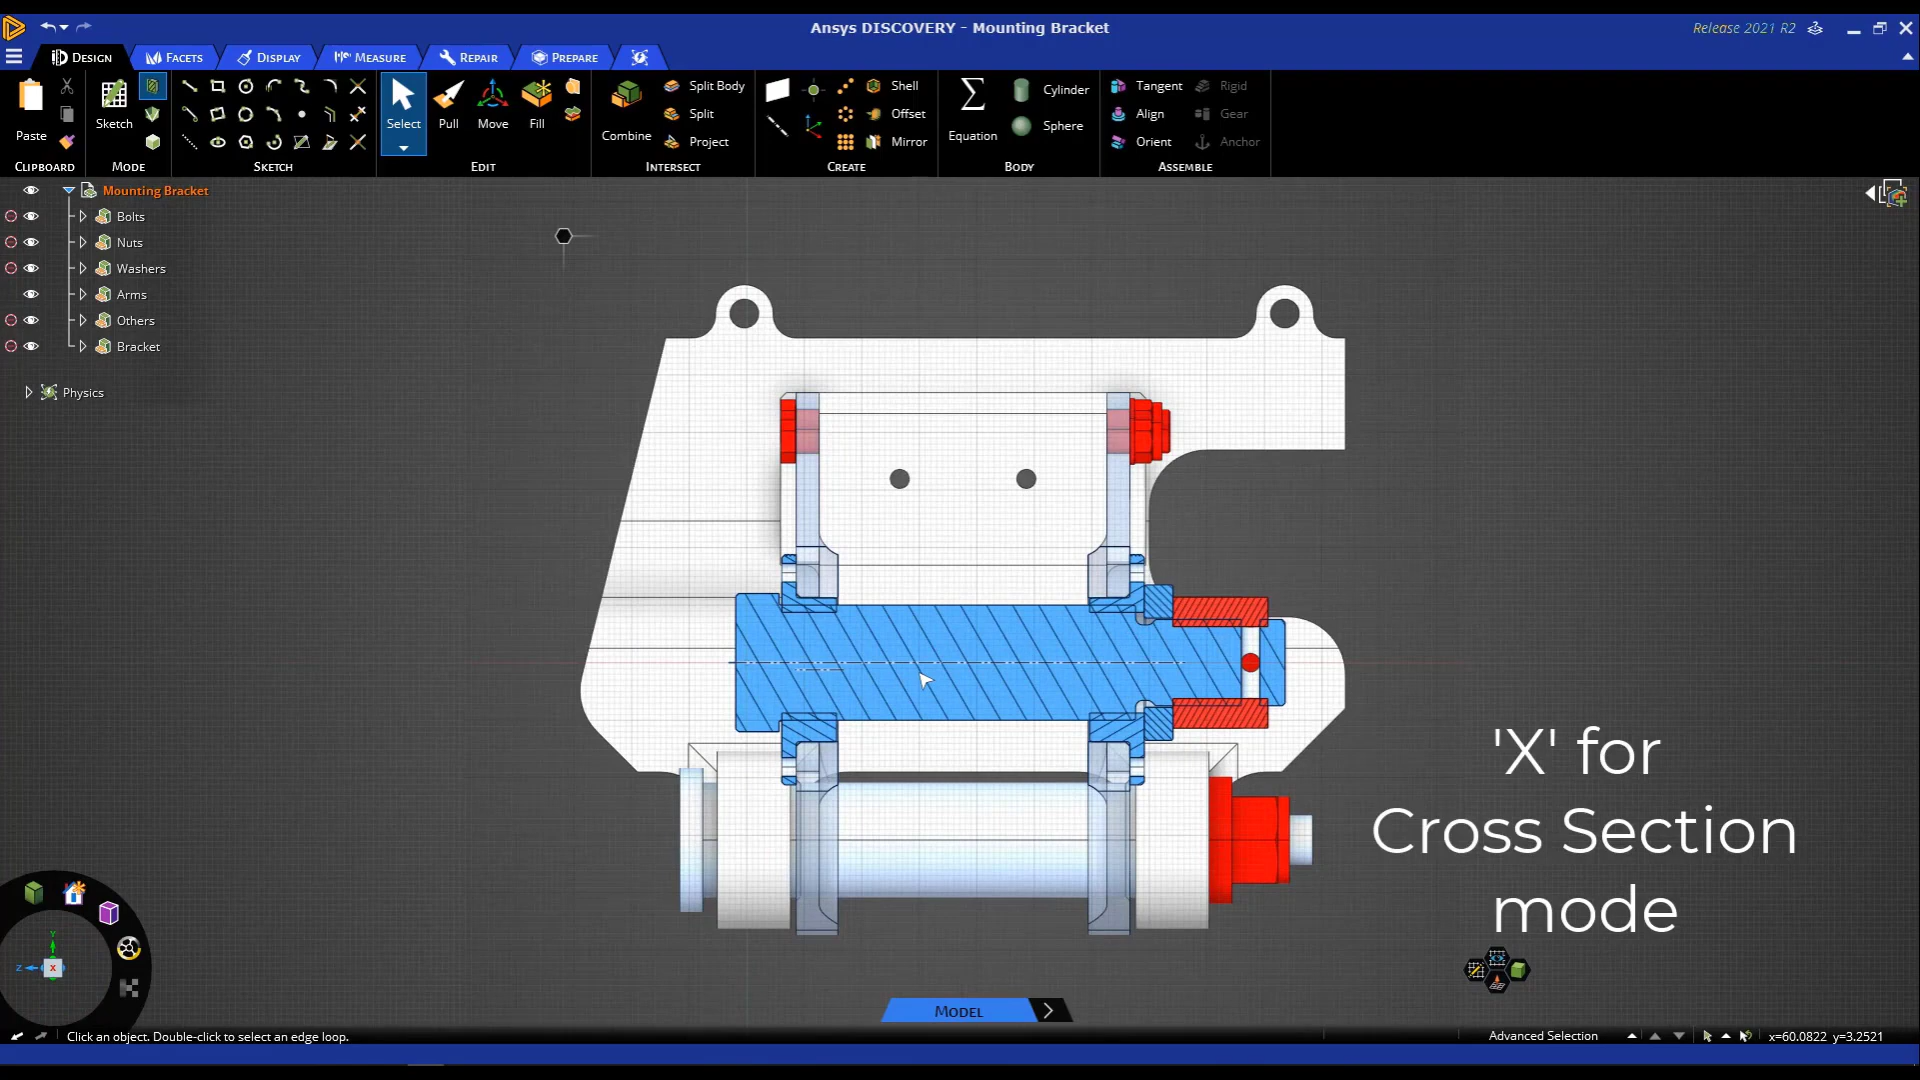 Ansys DISCOVERY - Mounting Bracket
Release 2021 R2
DESIGN
FACETS
DISPLAY
MEASURE
REPAIR
PREPARE
Paste
Sketch
Select
Pull
Move
Fill
Combine
Split Body
Split
Project
Shell
Offset
Mirror
Equation
Cylinder
Sphere
Tangent
Align
Orient
Rigid
Gear
Anchor
CLIPBOARD
MODE
SKETCH
EDIT
INTERSECT
CREATE
BODY
ASSEMBLE
Mounting Bracket
Bolts
Nuts
Washers
Arms
Others
Bracket
Physics
'X' for
Cross Section
mode
Y
Z
X
MODEL
Click an object. Double-click to select an edge loop.
Advanced Selection
x=60.0822 y=3.2521